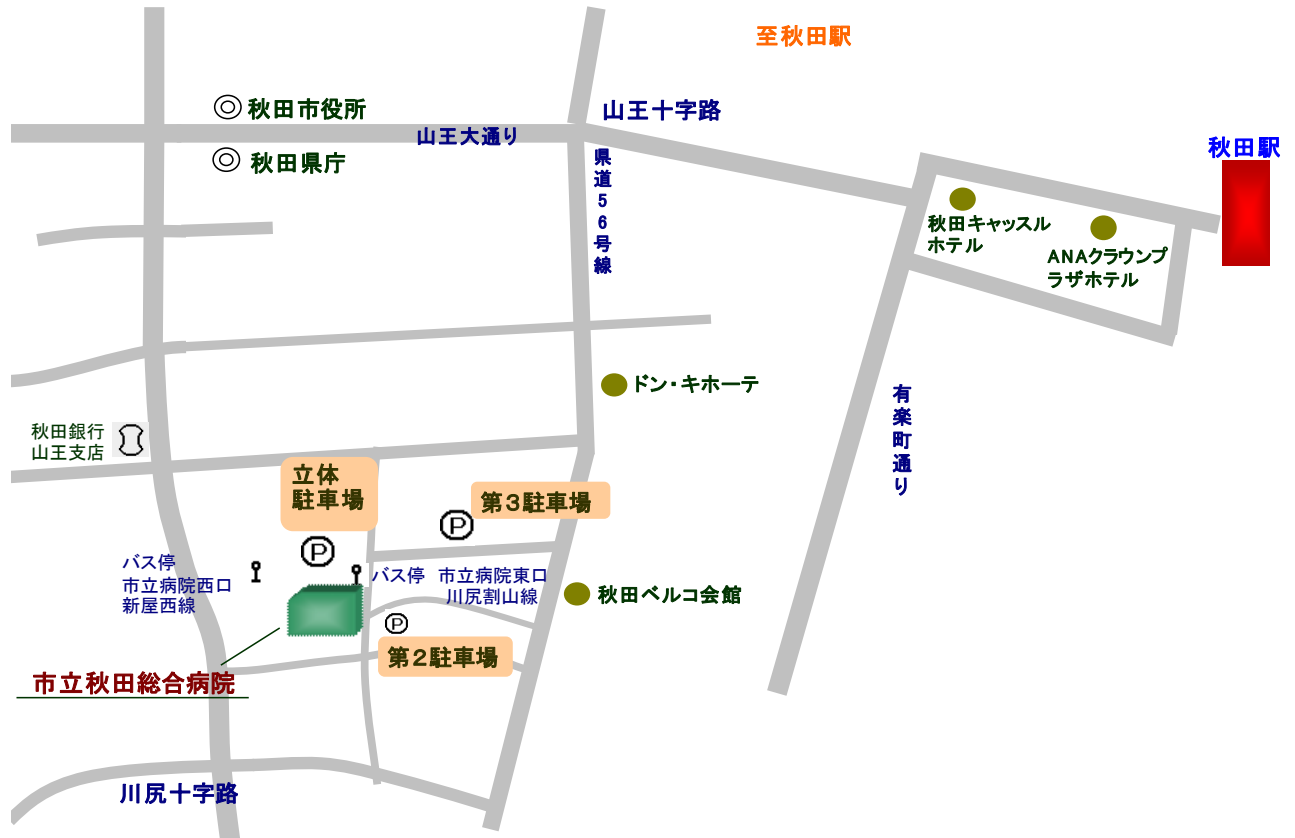 至秋田駅
秋田市役所
山王十字路
山王大通り
秋田駅
秋田県庁
県道56号線
秋田キャッスル
ホテル
ANAクラウンプ
ラザホテル
ドン・キホーテ
有楽町通り
秋田銀行
山王支店
立体
駐車場
P
第3駐車場
P
バス停
市立病院西口
新屋西線
バス停 市立病院東口
川尻割山線
秋田ベルコ会館
P
第2駐車場
市立秋田総合病院
川尻十字路